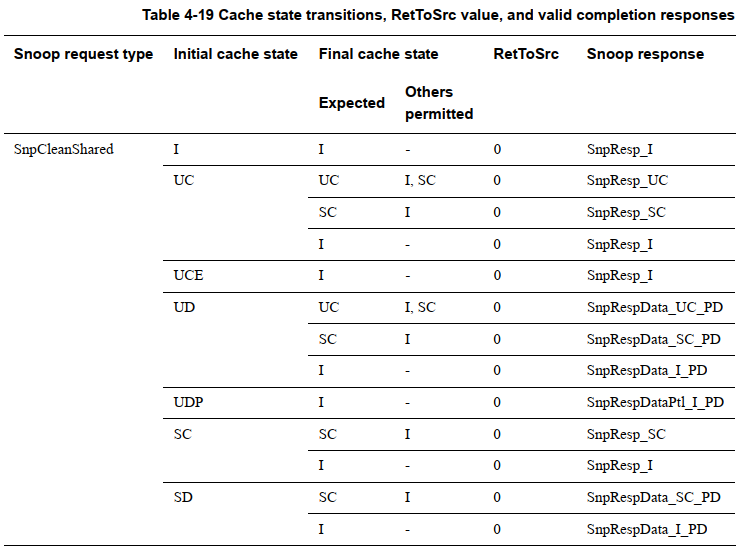 Table 4-19 Cache state transitions, RetToSrc value, and valid completion responses
Snoop request type Initial cache state Final cache state RetToSrc Snoop response
Expected Others permitted
SnpCleanShared I I - 0 SnpResp_I
UC UC I, SC 0 SnpResp_UC
SC I 0 SnpResp_SC
I - 0 SnpResp_I
UCE I - 0 SnpResp_I
UD UC I, SC 0 SnpRespData_UC_PD
SC I 0 SnpRespData_SC_PD
I - 0 SnpRespData_I_PD
UDP I - 0 SnpRespDataPtl_I_PD
SC SC I 0 SnpResp_SC
I - 0 SnpResp_I
SD SC I 0 SnpRespData_SC_PD
I - 0 SnpRespData_I_PD